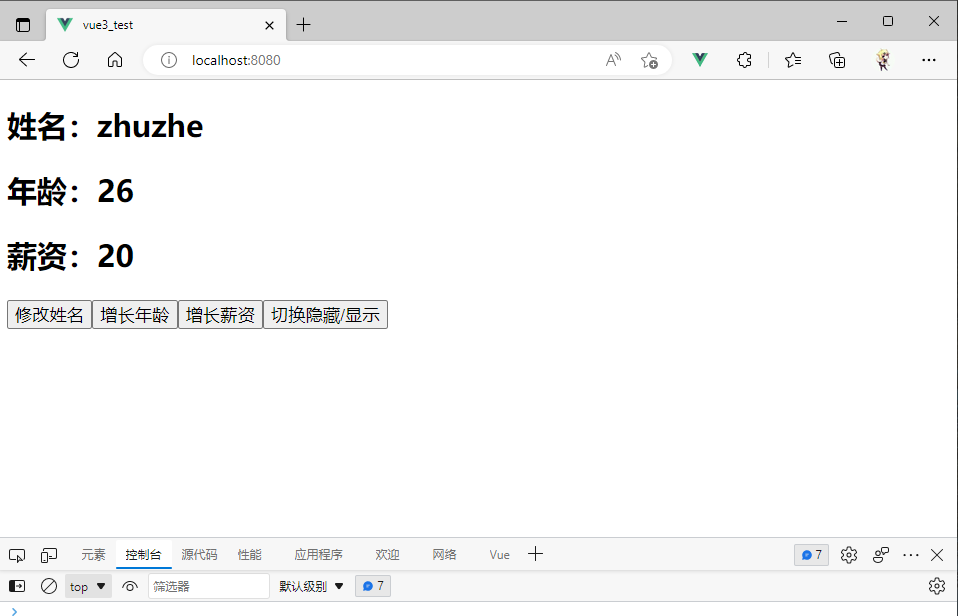 vue3_test
localhost:8080
姓名：zhuzhe
年龄：26
薪资：20
修改姓名 增长年龄 增长薪资 切换隐藏/显示
元素 控制台 源代码 性能 应用程序 欢迎 网络 Vue 7
top 筛选器 默认级别 7